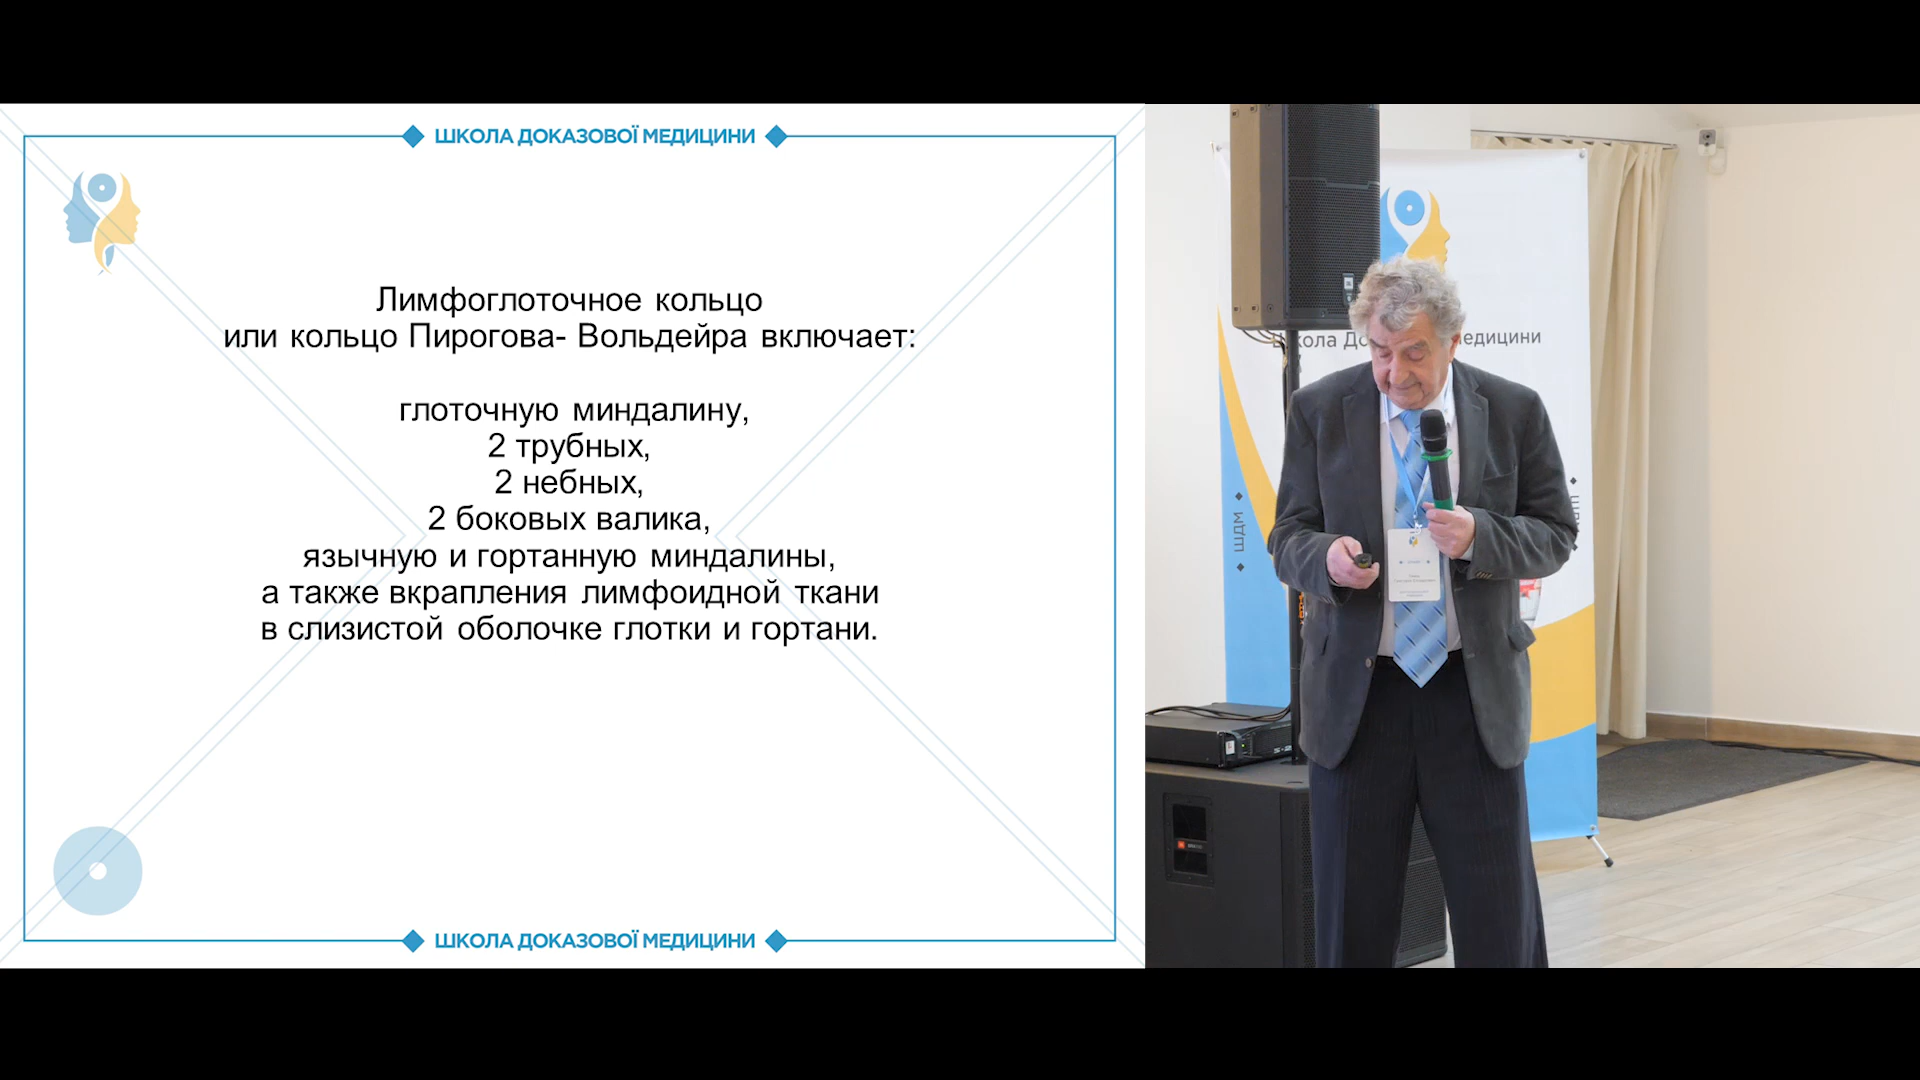 ШКОЛА ДОКАЗОВОЇ МЕДИЦИНИ
Лимфоглоточное кольцо
или кольцо Пирогова- Вольдейра включает:
глоточную миндалину,
2 трубных,
2 небных,
2 боковых валика,
язычную и гортанную миндалины,
а также вкрапления лимфоидной ткани
в слизистой оболочке глотки и гортани.
ШКОЛА ДОКАЗОВОЇ МЕДИЦИНИ
ШДМ